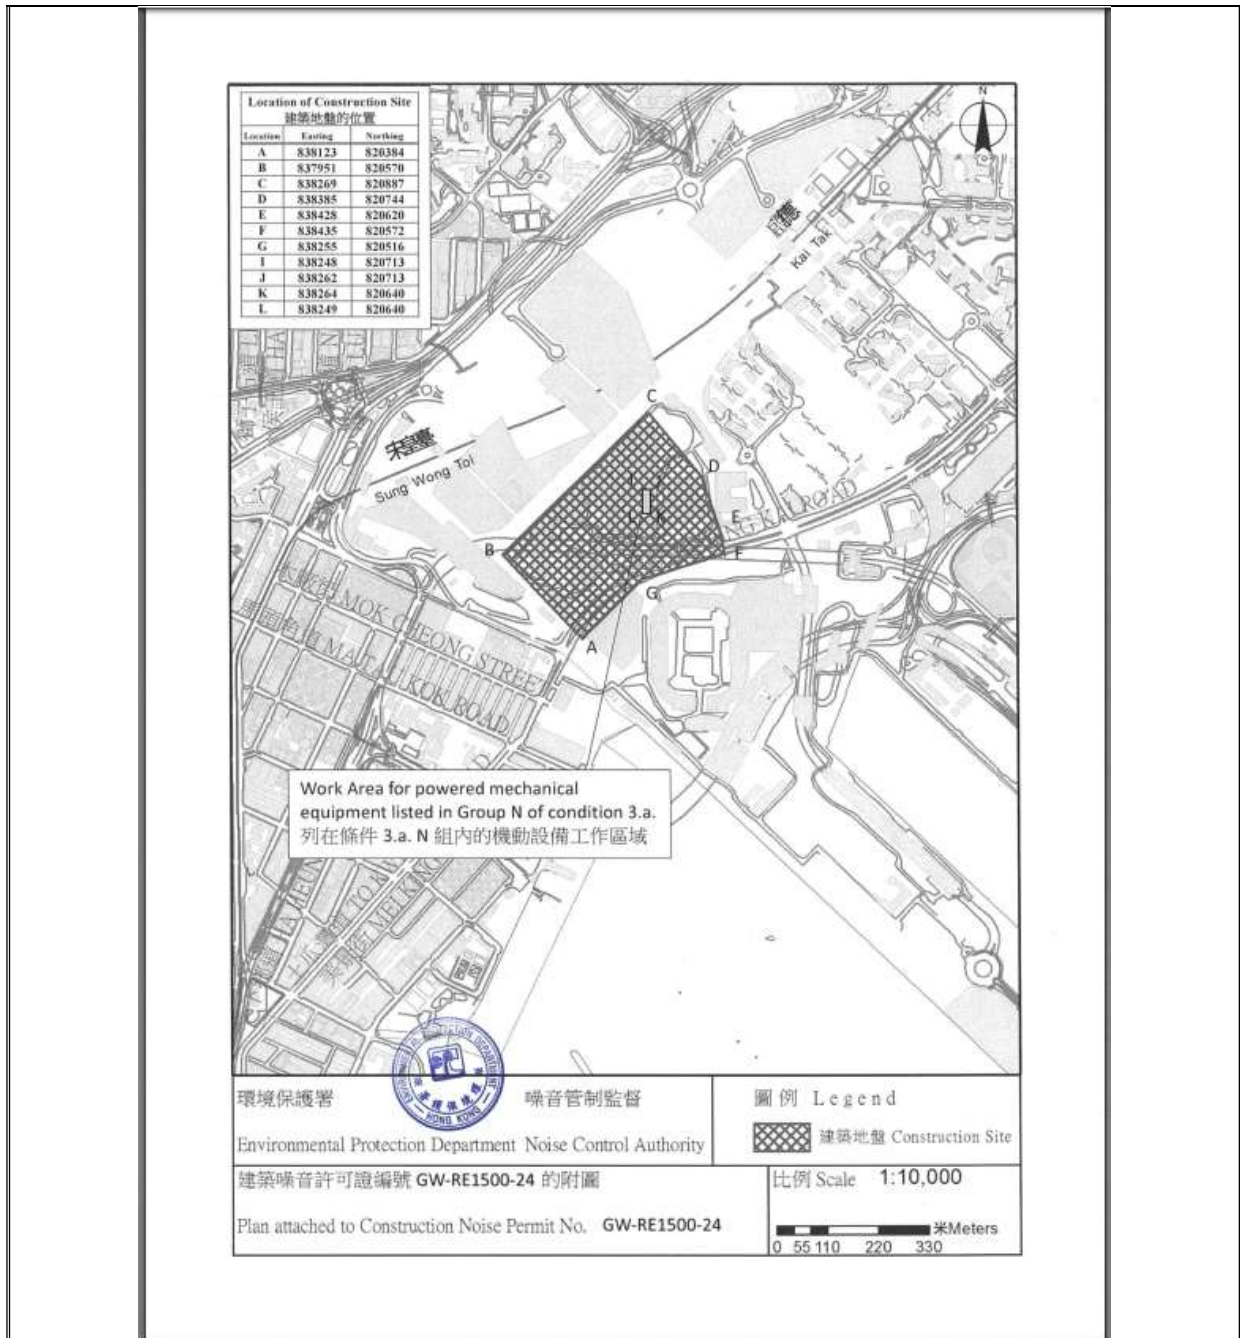 Location of Construction Site
建築地盤的位置
Location Easting Northing
A 838123 820384
B 837951 820570
C 838269 820887
D 838385 820744
E 838428 820620
F 838435 820572
G 838255 820516
I 838248 820713
J 838262 820713
K 838264 820640
L 838249 820640
N
啟德
Kai Tak
宋皇臺
Sung Wong Toi
C
D
I
K
E
B
F
G
A
ROAD
MOK CHEONG STREET
KOK ROAD
Work Area for powered mechanical
equipment listed in Group N of condition 3.a.
列在條件 3.a. N 組內的機動設備工作區域
環境保護署 噪音管制監督
Environmental Protection Department Noise Control Authority
圖例 Legend
建築地盤 Construction Site
建築噪音許可證編號 GW-RE1500-24 的附圖
Plan attached to Construction Noise Permit No. GW-RE1500-24
比例 Scale 1:10,000
米Meters
0 55 110 220 330